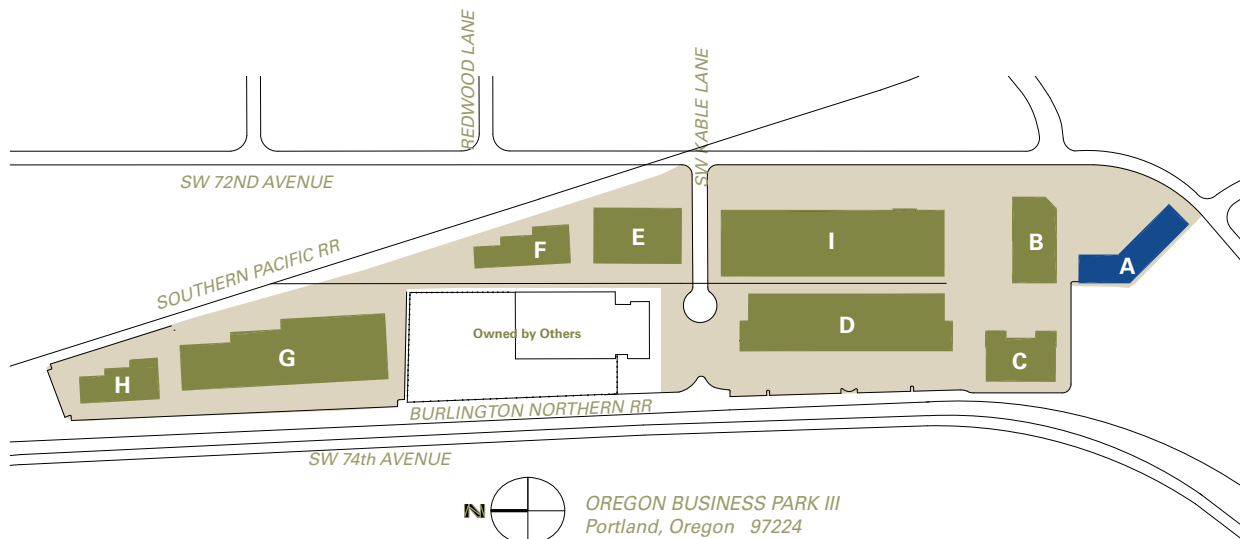 REDWOOD LANE
SW KABLE LANE
SW 72ND AVENUE
SOUTHERN PACIFIC RR
F
E
I
B
A
D
C
Owned by Others
G
H
BURLINGTON NORTHERN RR
SW 74th AVENUE
N
OREGON BUSINESS PARK III
Portland, Oregon 97224